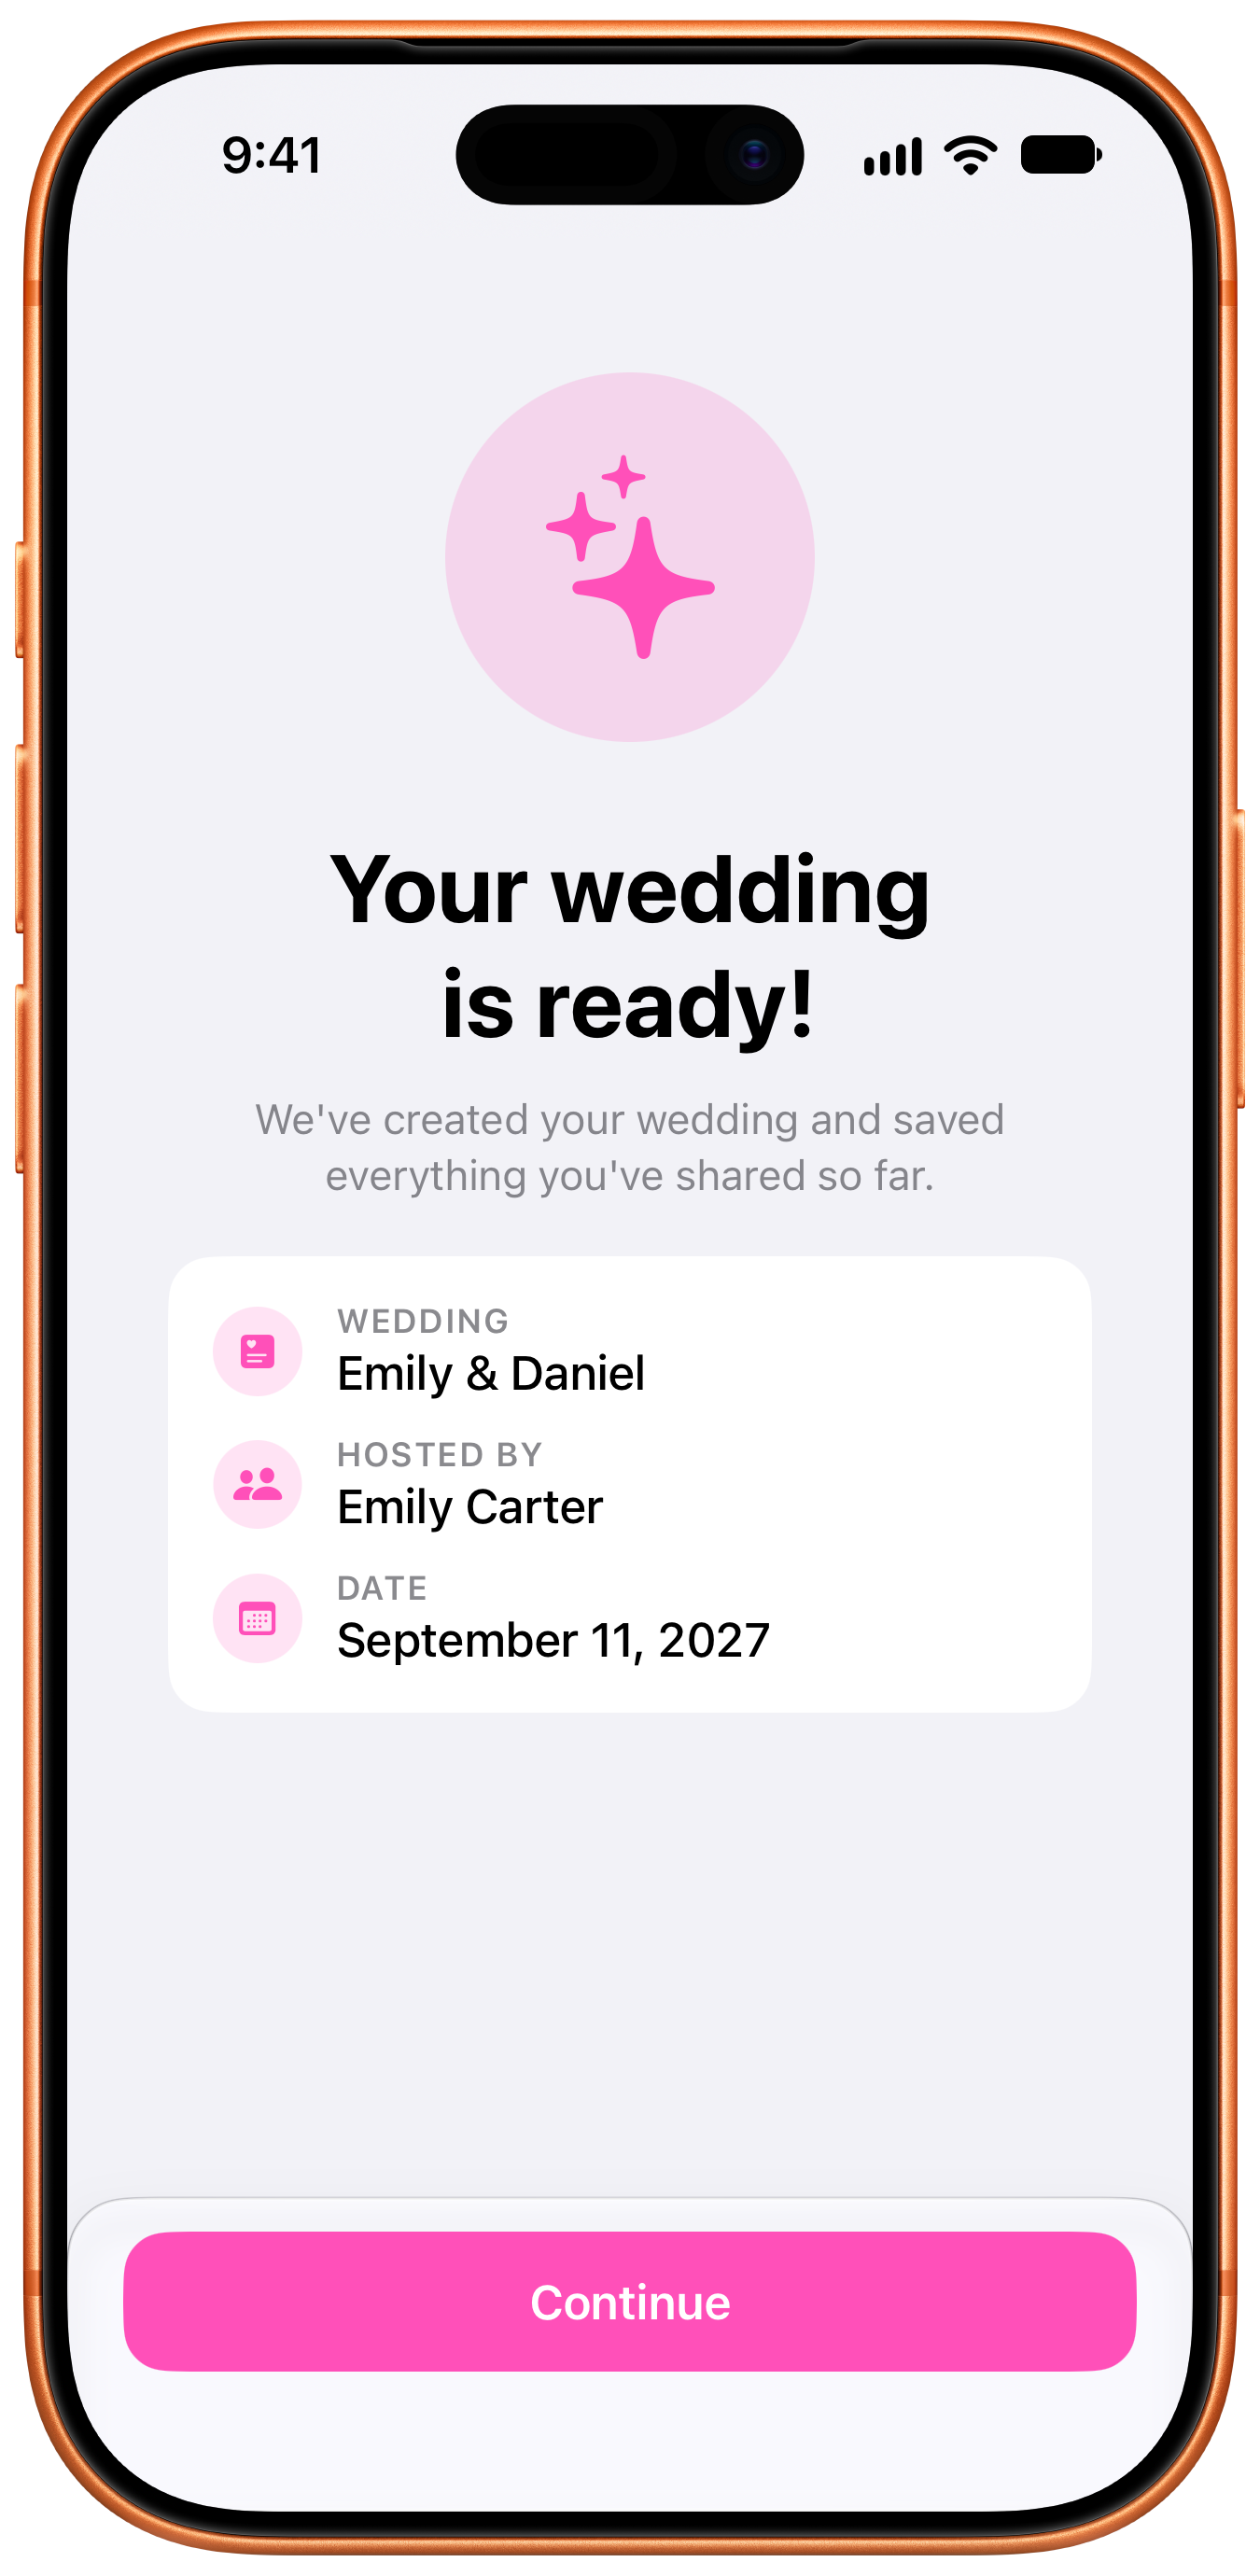 9:41
Your wedding
is ready!
We've created your wedding and saved
everything you've shared so far.
WEDDING
Emily & Daniel
HOSTED BY
Emily Carter
DATE
September 11, 2027
Continue